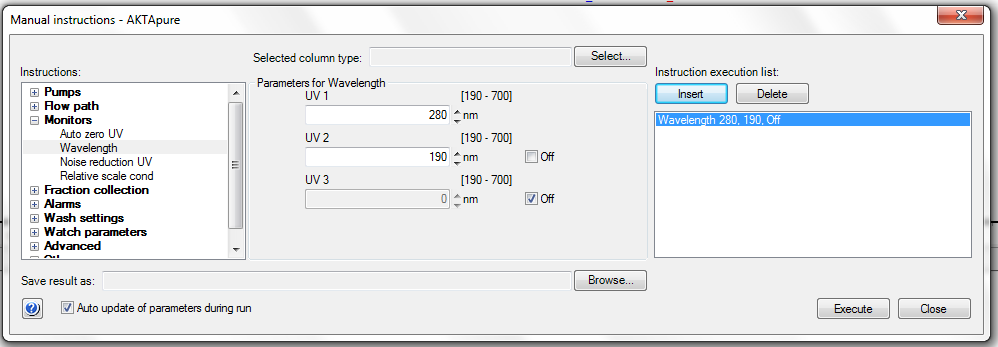 Manual instructions - AKTApure
Selected column type:
Select...
Instructions:
Pumps
Flow path
Monitors
Auto zero UV
Wavelength
Noise reduction UV
Relative scale cond
Fraction collection
Alarms
Wash settings
Watch parameters
Advanced
Parameters for Wavelength
UV 1 [190 - 700]
280 nm
UV 2 [190 - 700]
190 nm Off
UV 3 [190 - 700]
0 nm Off
Instruction execution list:
Insert Delete
Wavelength 280, 190, Off
Save result as:
Browse...
? Auto update of parameters during run
Execute Close